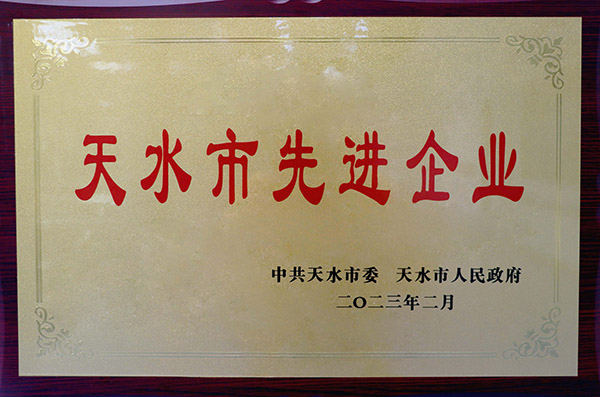 天水市先进企业
中共天水市委 天水市人民政府
二〇二三年二月